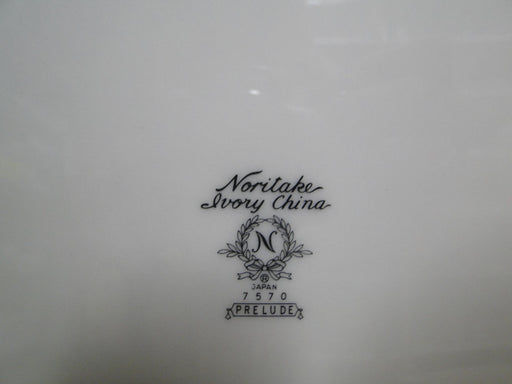 Noritake
Ivory China
N
®
JAPAN
7570
PRELUDE